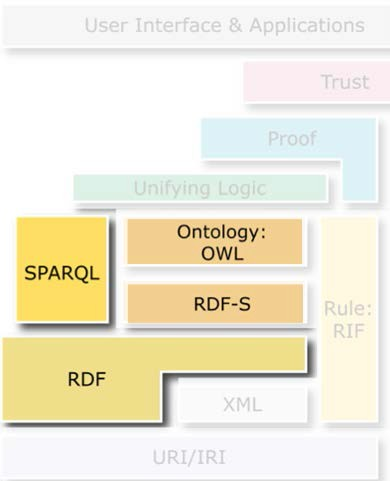 User Interface & Applications
Trust
Proof
Unifying Logic
Ontology:
OWL
SPARQL
RDF-S
Rule:
RIF
RDF
XML
URI/IRI